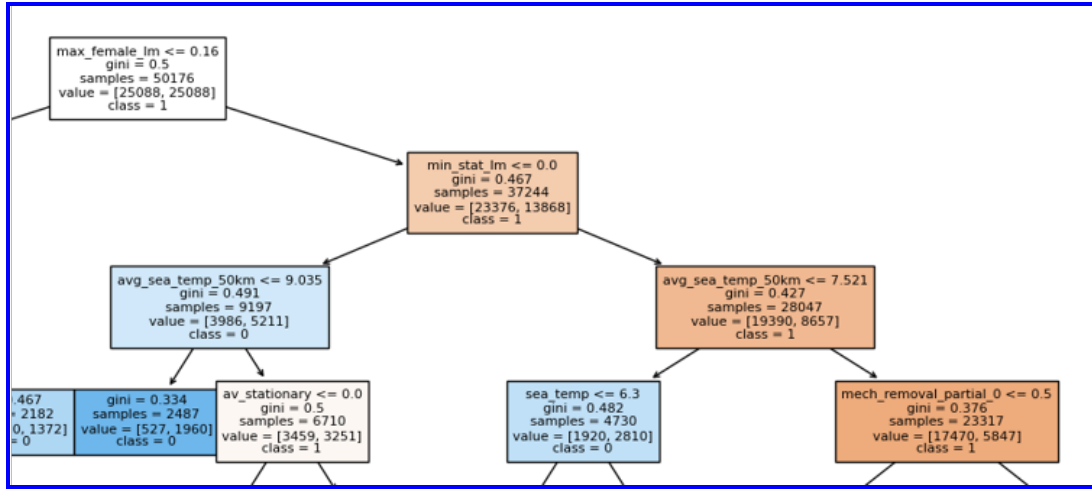 max_female_lm <= 0.16
gini = 0.5
samples = 50176
value = [25088, 25088]
class = 1
min_stat_lm <= 0.0
gini = 0.467
samples = 37244
value = [23376, 13868]
class = 1
avg_sea_temp_50km <= 9.035
gini = 0.491
samples = 9197
value = [3986, 5211]
class = 0
avg_sea_temp_50km <= 7.521
gini = 0.427
samples = 28047
value = [19390, 8657]
class = 1
.467
= 2182
0, 1372]
= 0
gini = 0.334
samples = 2487
value = [527, 1960]
class = 0
av_stationary <= 0.0
gini = 0.5
samples = 6710
value = [3459, 3251]
class = 1
sea_temp <= 6.3
gini = 0.482
samples = 4730
value = [1920, 2810]
class = 0
mech_removal_partial_0 <= 0.5
gini = 0.376
samples = 23317
value = [17470, 5847]
class = 1